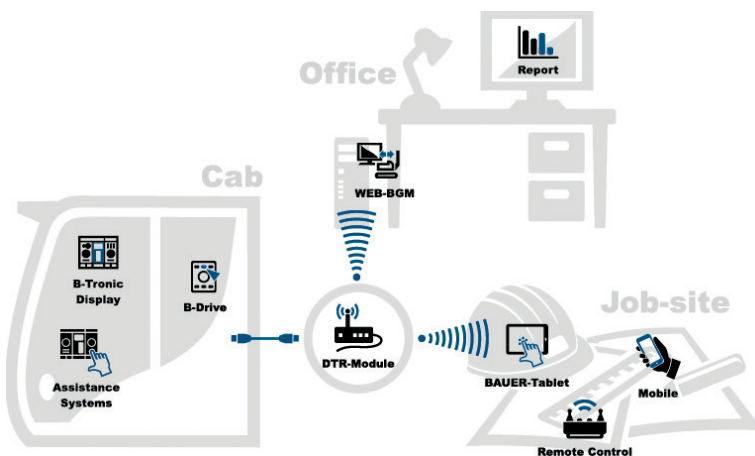 Office
Report
WEB-BGM
Cab
B-Tronic
Display
B-Drive
Assistance
Systems
DTR-Module
Job-site
BAUER-Tablet
Mobile
Remote Control